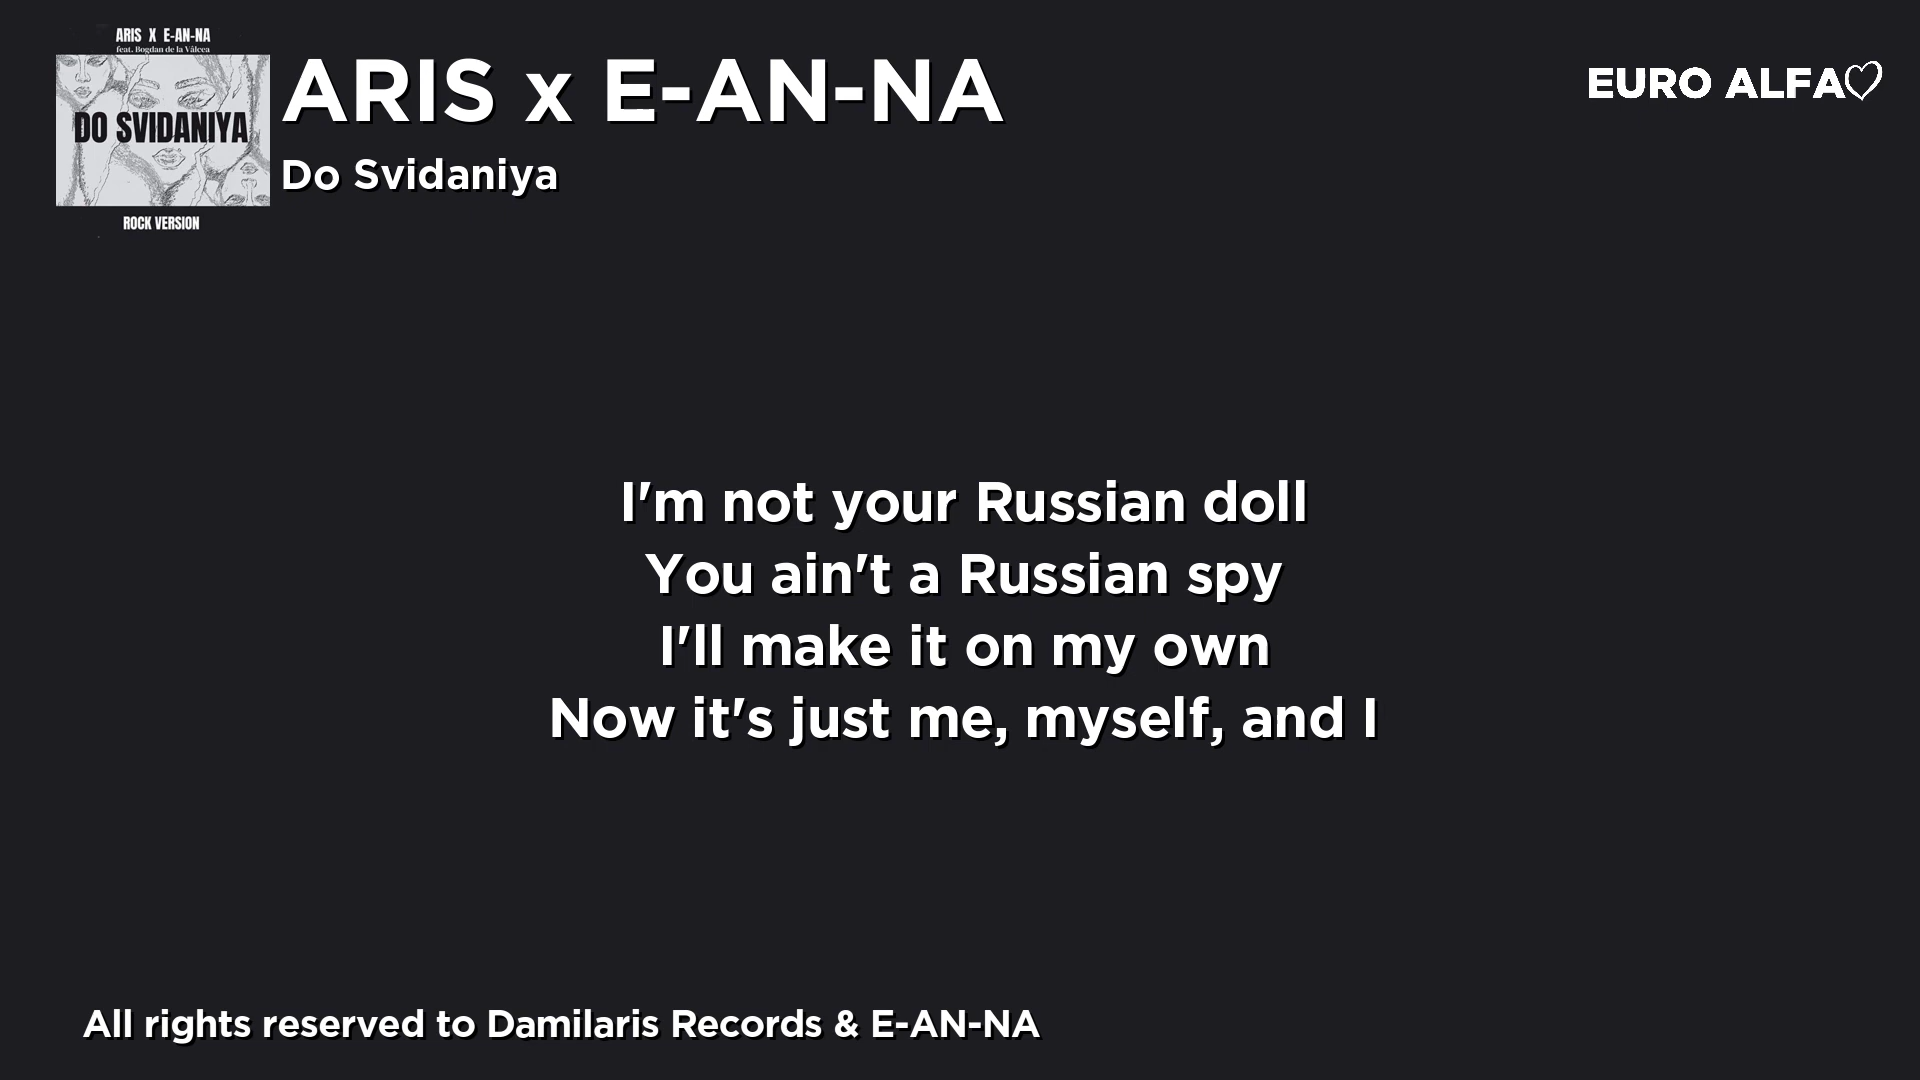 ARIS X E-AN-NA
feat. Bogdan de la Vâlcea
DO SVIDANIYA
ROCK VERSION
ARIS x E-AN-NA
Do Svidaniya
EURO ALFA
I'm not your Russian doll
You ain't a Russian spy
I'll make it on my own
Now it's just me, myself, and I
All rights reserved to Damilaris Records & E-AN-NA